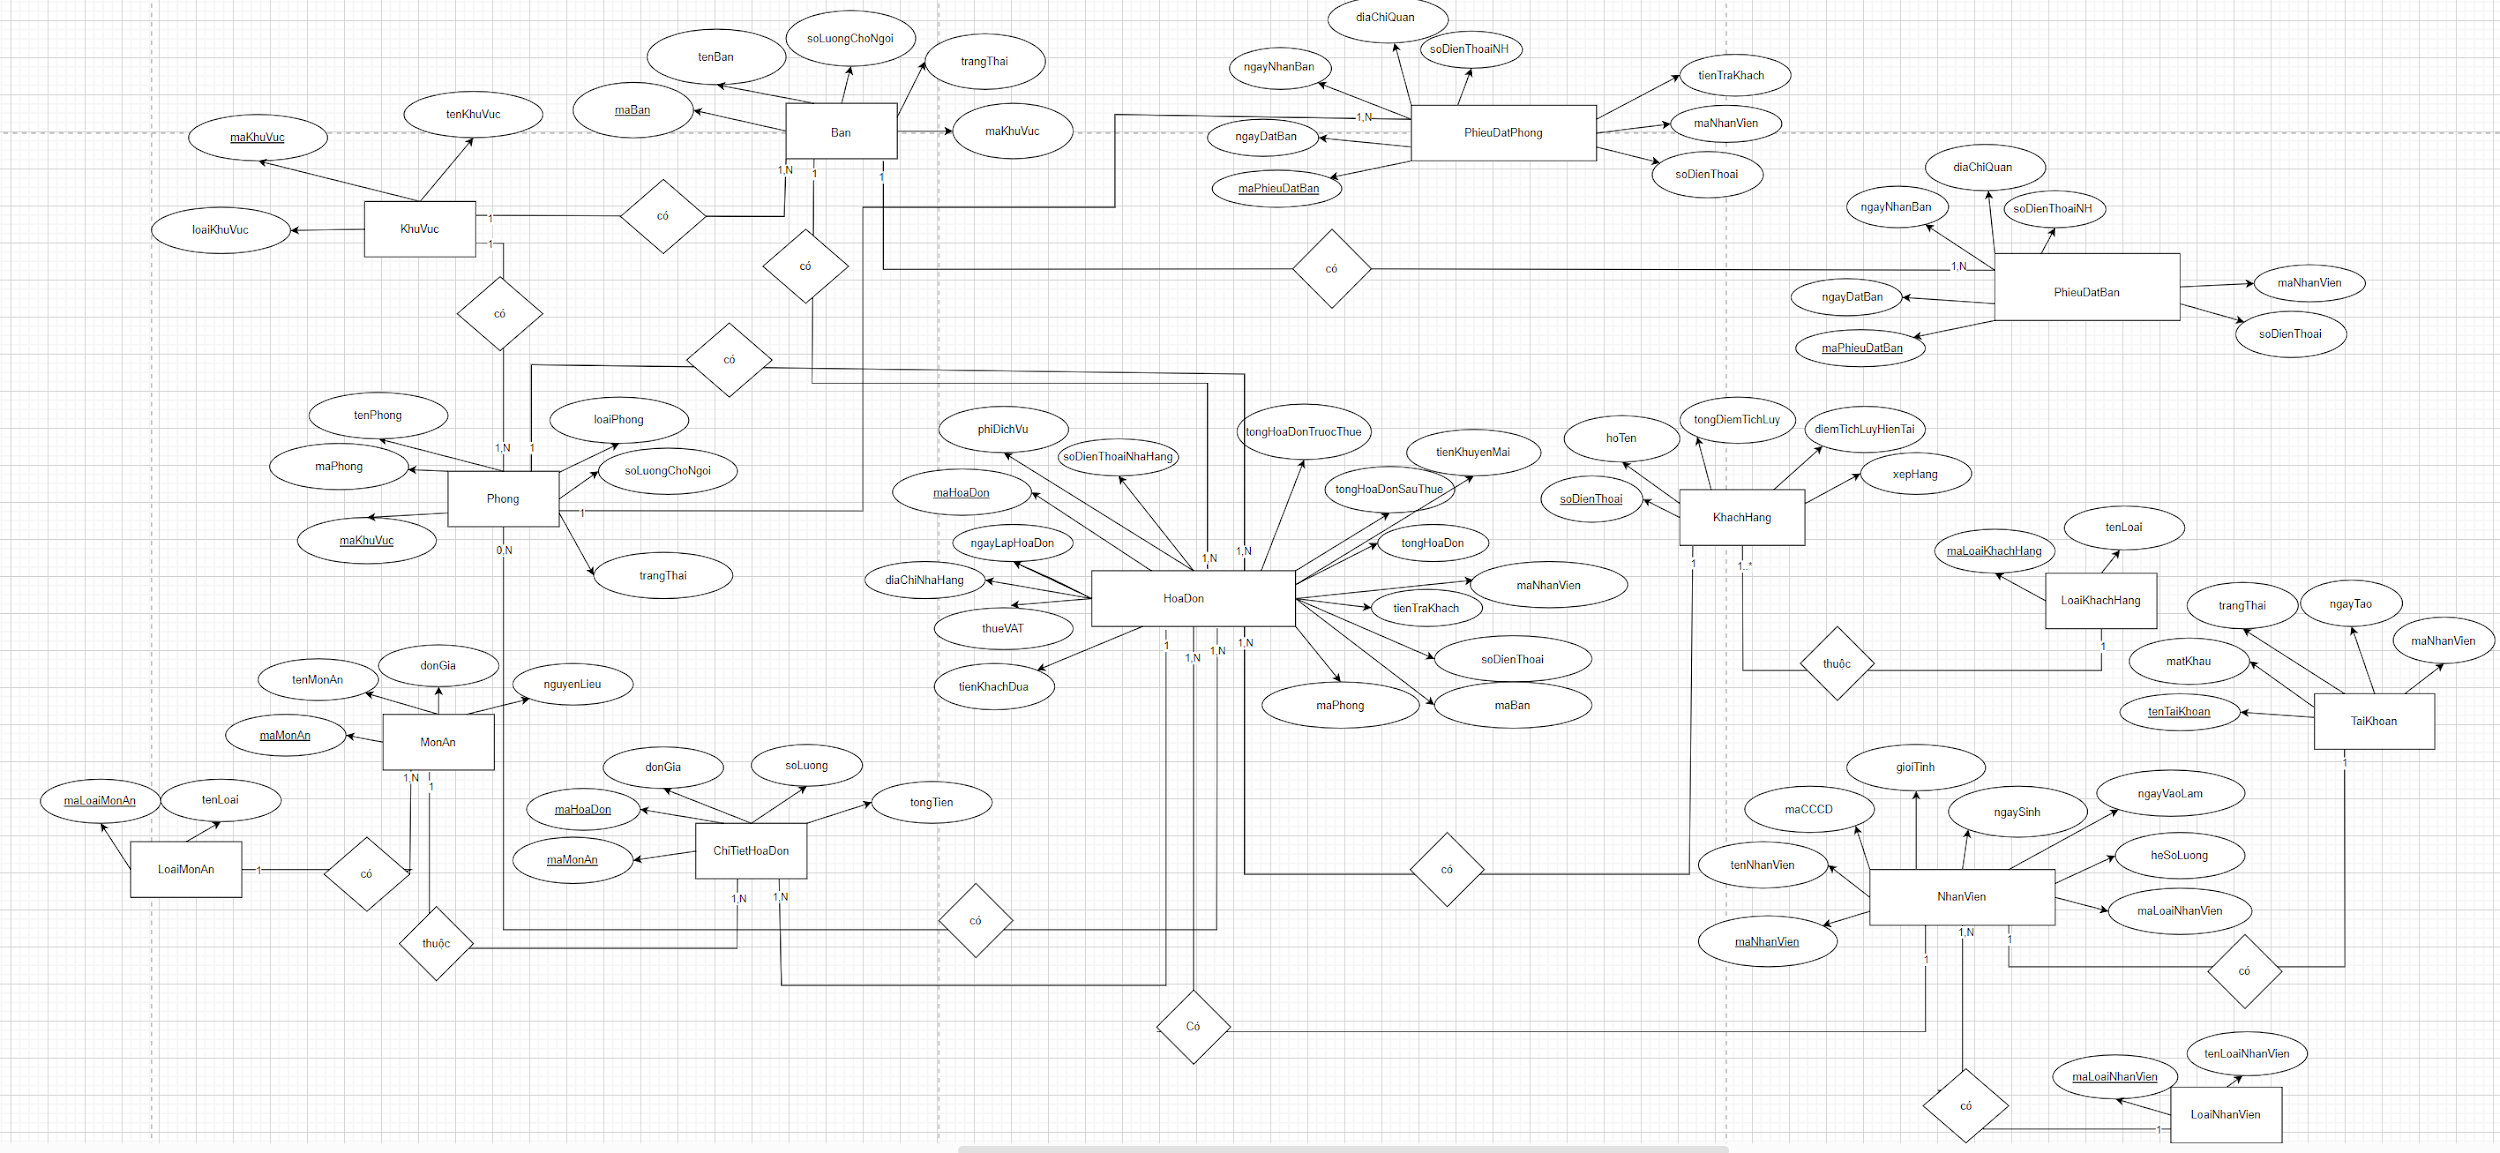 diaChiQuan
soLuongChoNgoi
soDienThoaiNH
tenBan
trangThai
ngayNhanBan
tienTraKhach
maBan
tenKhuVuc
maKhuVuc
Ban
maKhuVuc
1,N
PhieuDatPhong
maNhanVien
ngayDatBan
diaChiQuan
1,N
1
1
soDienThoai
maPhieuDatBan
loaiKhuVuc
KhuVuc
1
có
ngayNhanBan
soDienThoaiNH
1
có
có
1,N
PhieuDatBan
maNhanVien
ngayDatBan
có
soDienThoai
maPhieuDatBan
có
tenPhong
loaiPhong
phiDichVu
tongHoaDonTruocThue
hoTen
tongDiemTichLuy
diemTichLuyHienTai
1,N
1
maPhong
soLuongChoNgoi
soDienThoaiNhaHang
tienKhuyenMai
xepHang
maHoaDon
tongHoaDonSauThue
soDienThoai
Phong
1
KhachHang
maKhuVuc
0,N
ngayLapHoaDon
1,N
1,N
tongHoaDon
maLoaiKhachHang
tenLoai
1
1..*
trangThai
diaChiNhaHang
HoaDon
maNhanVien
tienTraKhach
LoaiKhachHang
trangThai
ngayTao
thueVAT
1
1,N
1,N
1,N
soDienThoai
thuộc
1
matKhau
maNhanVien
tenMonAn
donGia
nguyenLieu
tienKhachDua
maPhong
maBan
tenTaiKhoan
TaiKhoan
maMonAn
MonAn
1,N
1
donGia
soLuong
gioiTinh
1
maLoaiMonAn
tenLoai
maHoaDon
tongTien
maCCCD
ngaySinh
ngayVaoLam
ChiTietHoaDon
maMonAn
LoaiMonAn
1
có
có
tenNhanVien
heSoLuong
NhanVien
maLoaiNhanVien
1,N
1,N
thuộc
có
maNhanVien
1
1,N
1
có
Có
tenLoaiNhanVien
maLoaiNhanVien
có
LoaiNhanVien
1